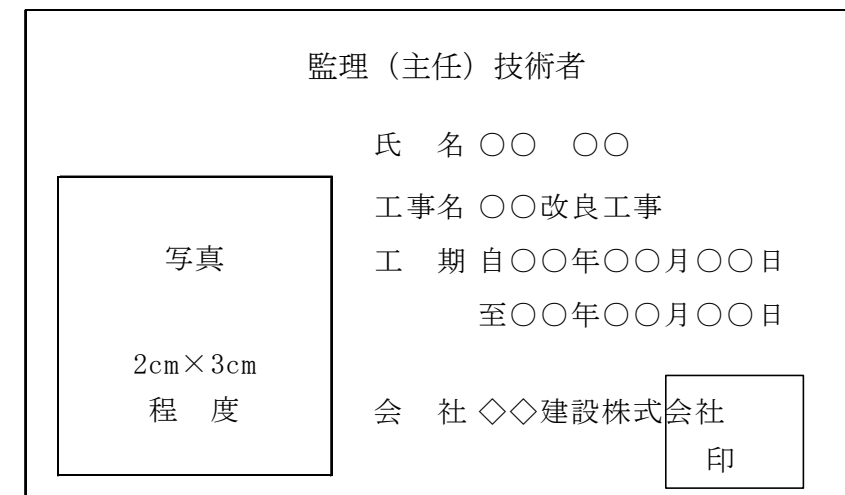 監理（主任）技術者
氏　名 ○○　○○
工事名 ○○改良工事
写真
工　期 自○○年○○月○○日
至○○年○○月○○日
2cm×3cm
程　度
会　社 ◇◇建設株式会社
印